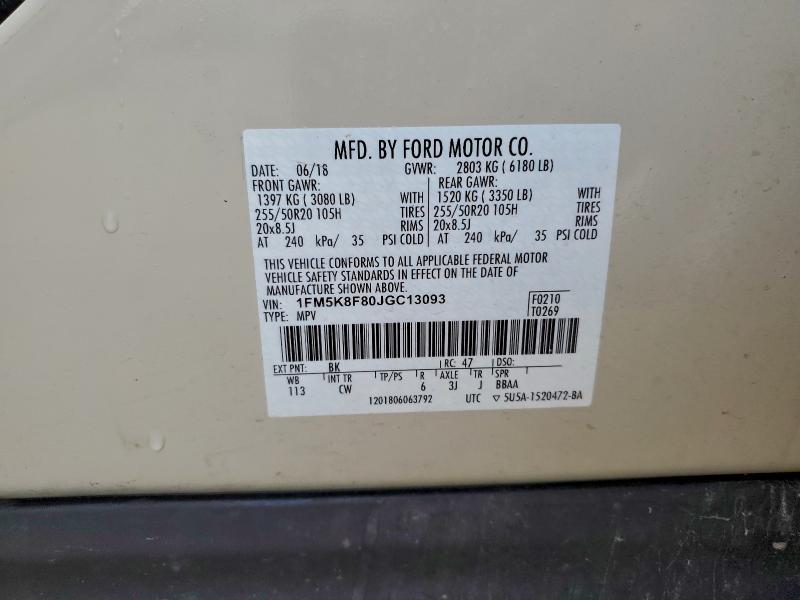 MFD. BY FORD MOTOR CO.
DATE: 06/18 GVWR: 2803 KG ( 6180 LB)
FRONT GAWR: REAR GAWR:
1397 KG ( 3080 LB) WITH 1520 KG ( 3350 LB) WITH
255/50R20 105H TIRES 255/50R20 105H TIRES
20x8.5J RIMS 20x8.5J RIMS
AT 240 kPa/ 35 PSI COLD AT 240 kPa/ 35 PSI COLD
THIS VEHICLE CONFORMS TO ALL APPLICABLE FEDERAL MOTOR
VEHICLE SAFETY STANDARDS IN EFFECT ON THE DATE OF
MANUFACTURE SHOWN ABOVE.
VIN: 1FM5K8F80JGC13093 F0210
TYPE: MPV T0269
EXT PNT: BK RC: 47 DSO:
WB INT TR TP/PS R AXLE TR SPR
113 CW 6 3J J BBAA
1201806063792 UTC ▽ 5U5A-1520472-BA